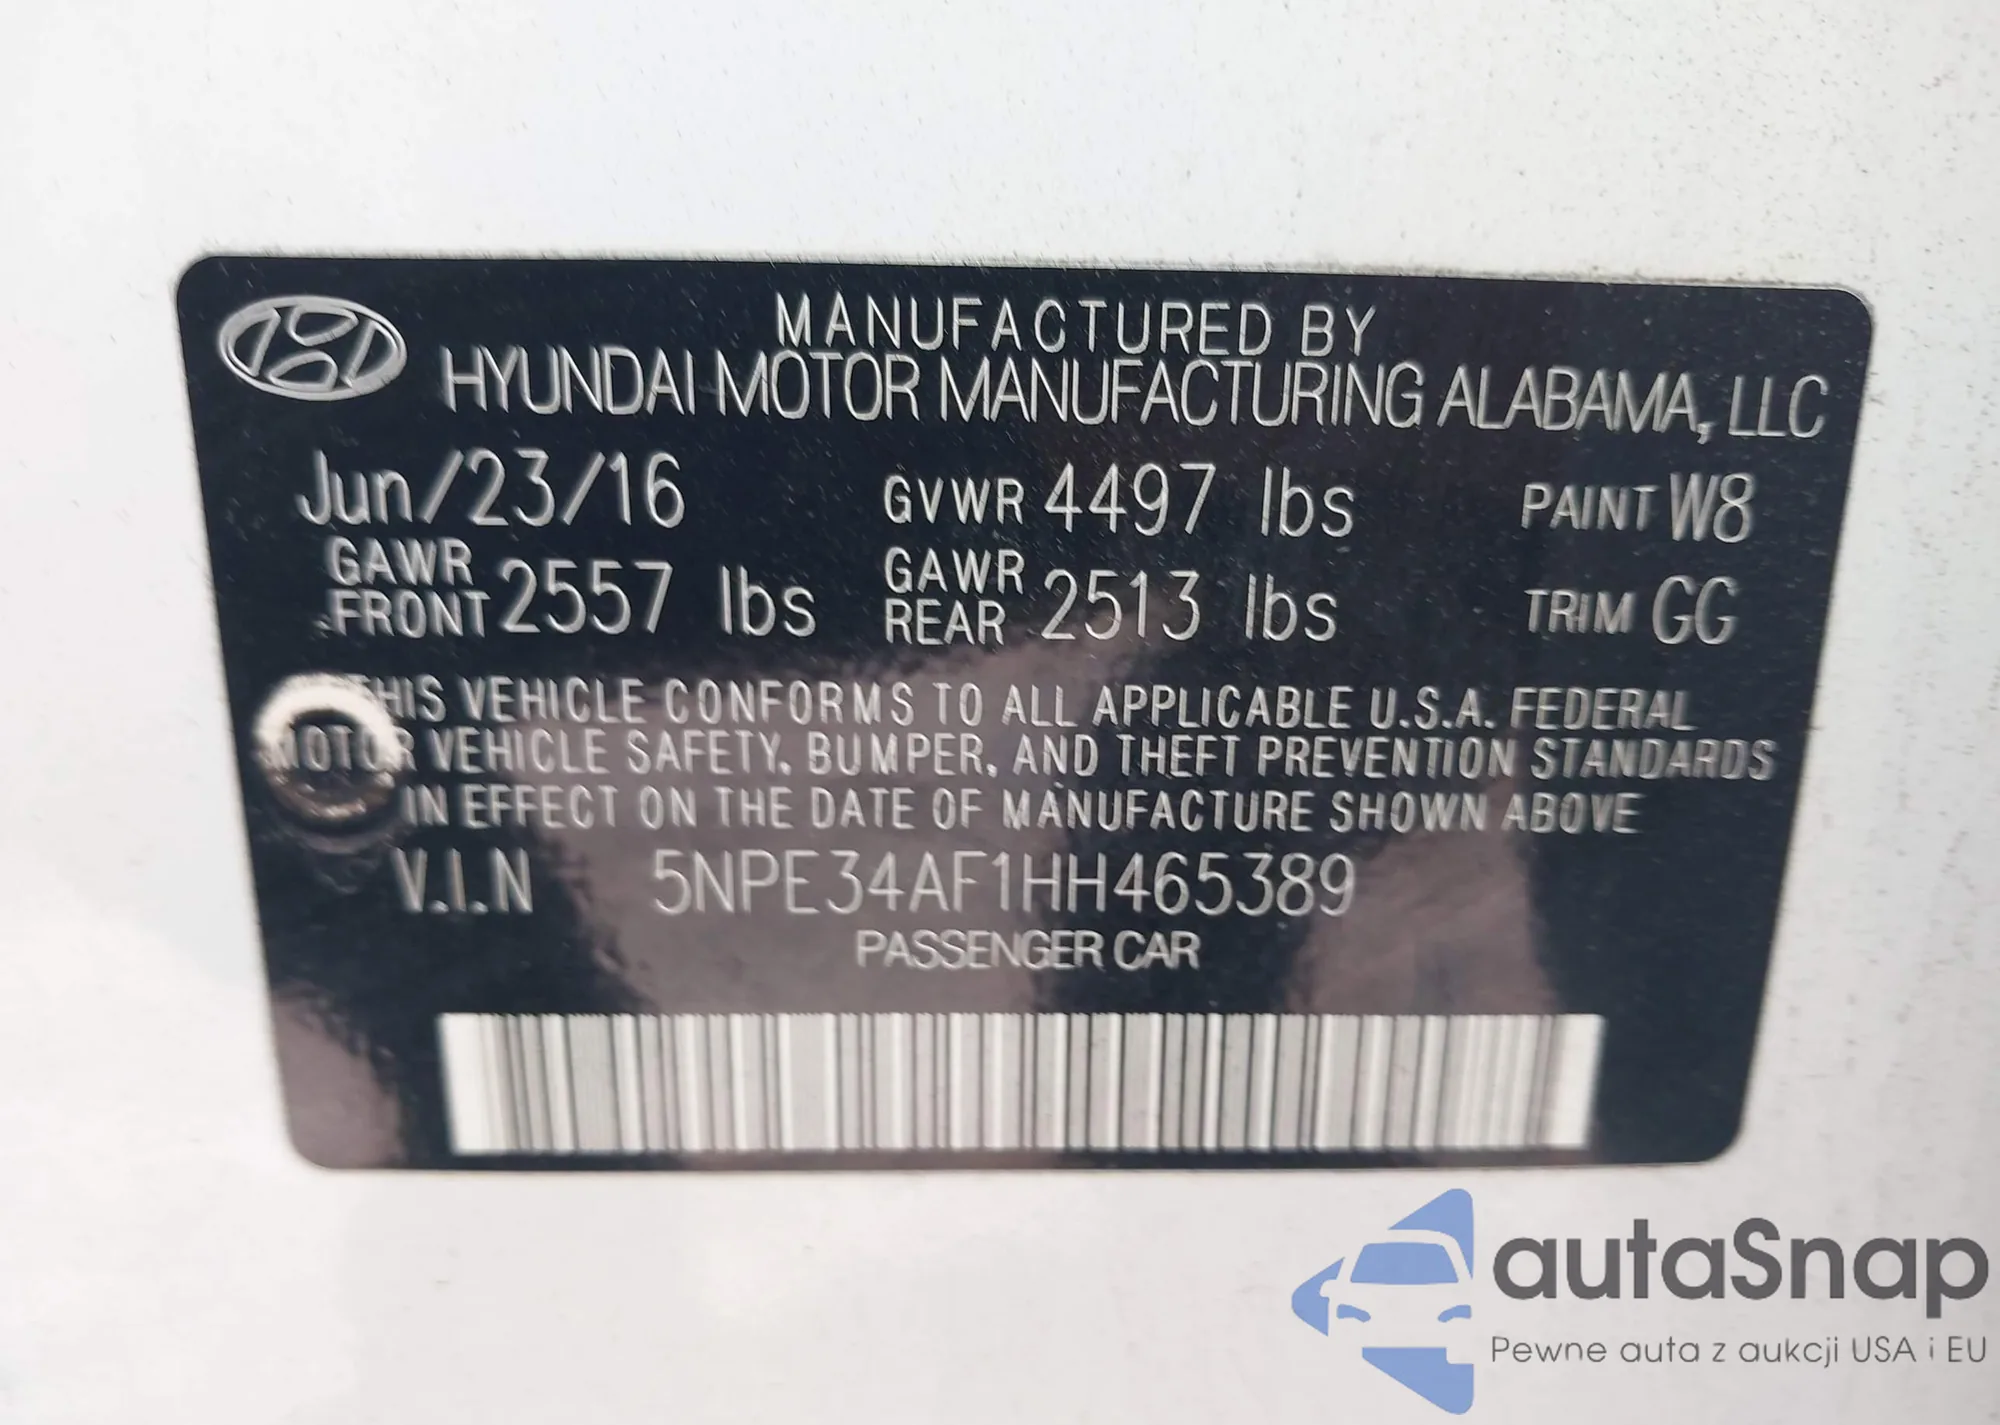 MANUFACTURED BY
HYUNDAI MOTOR MANUFACTURING ALABAMA, LLC
Jun/23/16 GVWR 4497 lbs PAINT W8
GAWR FRONT 2557 lbs GAWR REAR 2513 lbs TRIM GG
THIS VEHICLE CONFORMS TO ALL APPLICABLE U.S.A. FEDERAL
MOTOR VEHICLE SAFETY, BUMPER, AND THEFT PREVENTION STANDARDS
IN EFFECT ON THE DATE OF MANUFACTURE SHOWN ABOVE
V.I.N 5NPE34AF1HH465389
PASSENGER CAR
autaSnap
Pewne auta z aukcji USA i EU